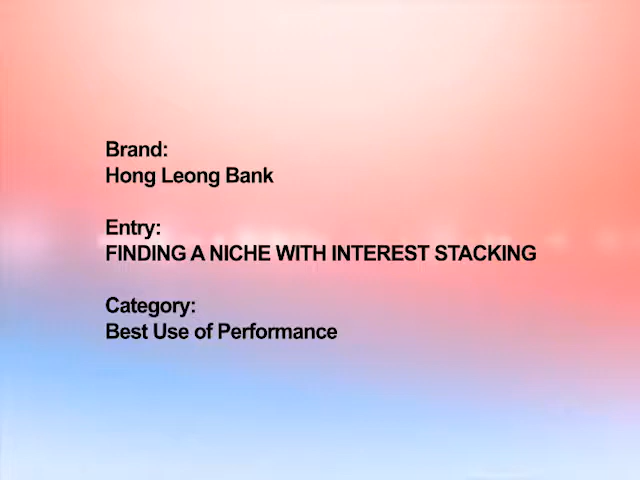 Brand:
Hong Leong Bank
Entry:
FINDING A NICHE WITH INTEREST STACKING
Category:
Best Use of Performance